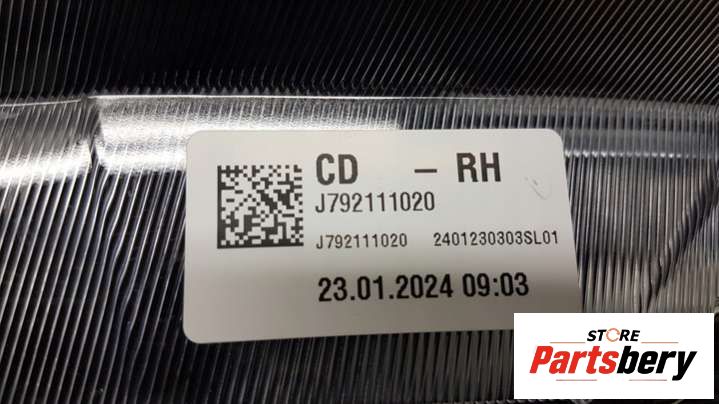 CD – RH
J792111020
J792111020 2401230303SL01
23.01.2024 09:03
STORE
Partsbery